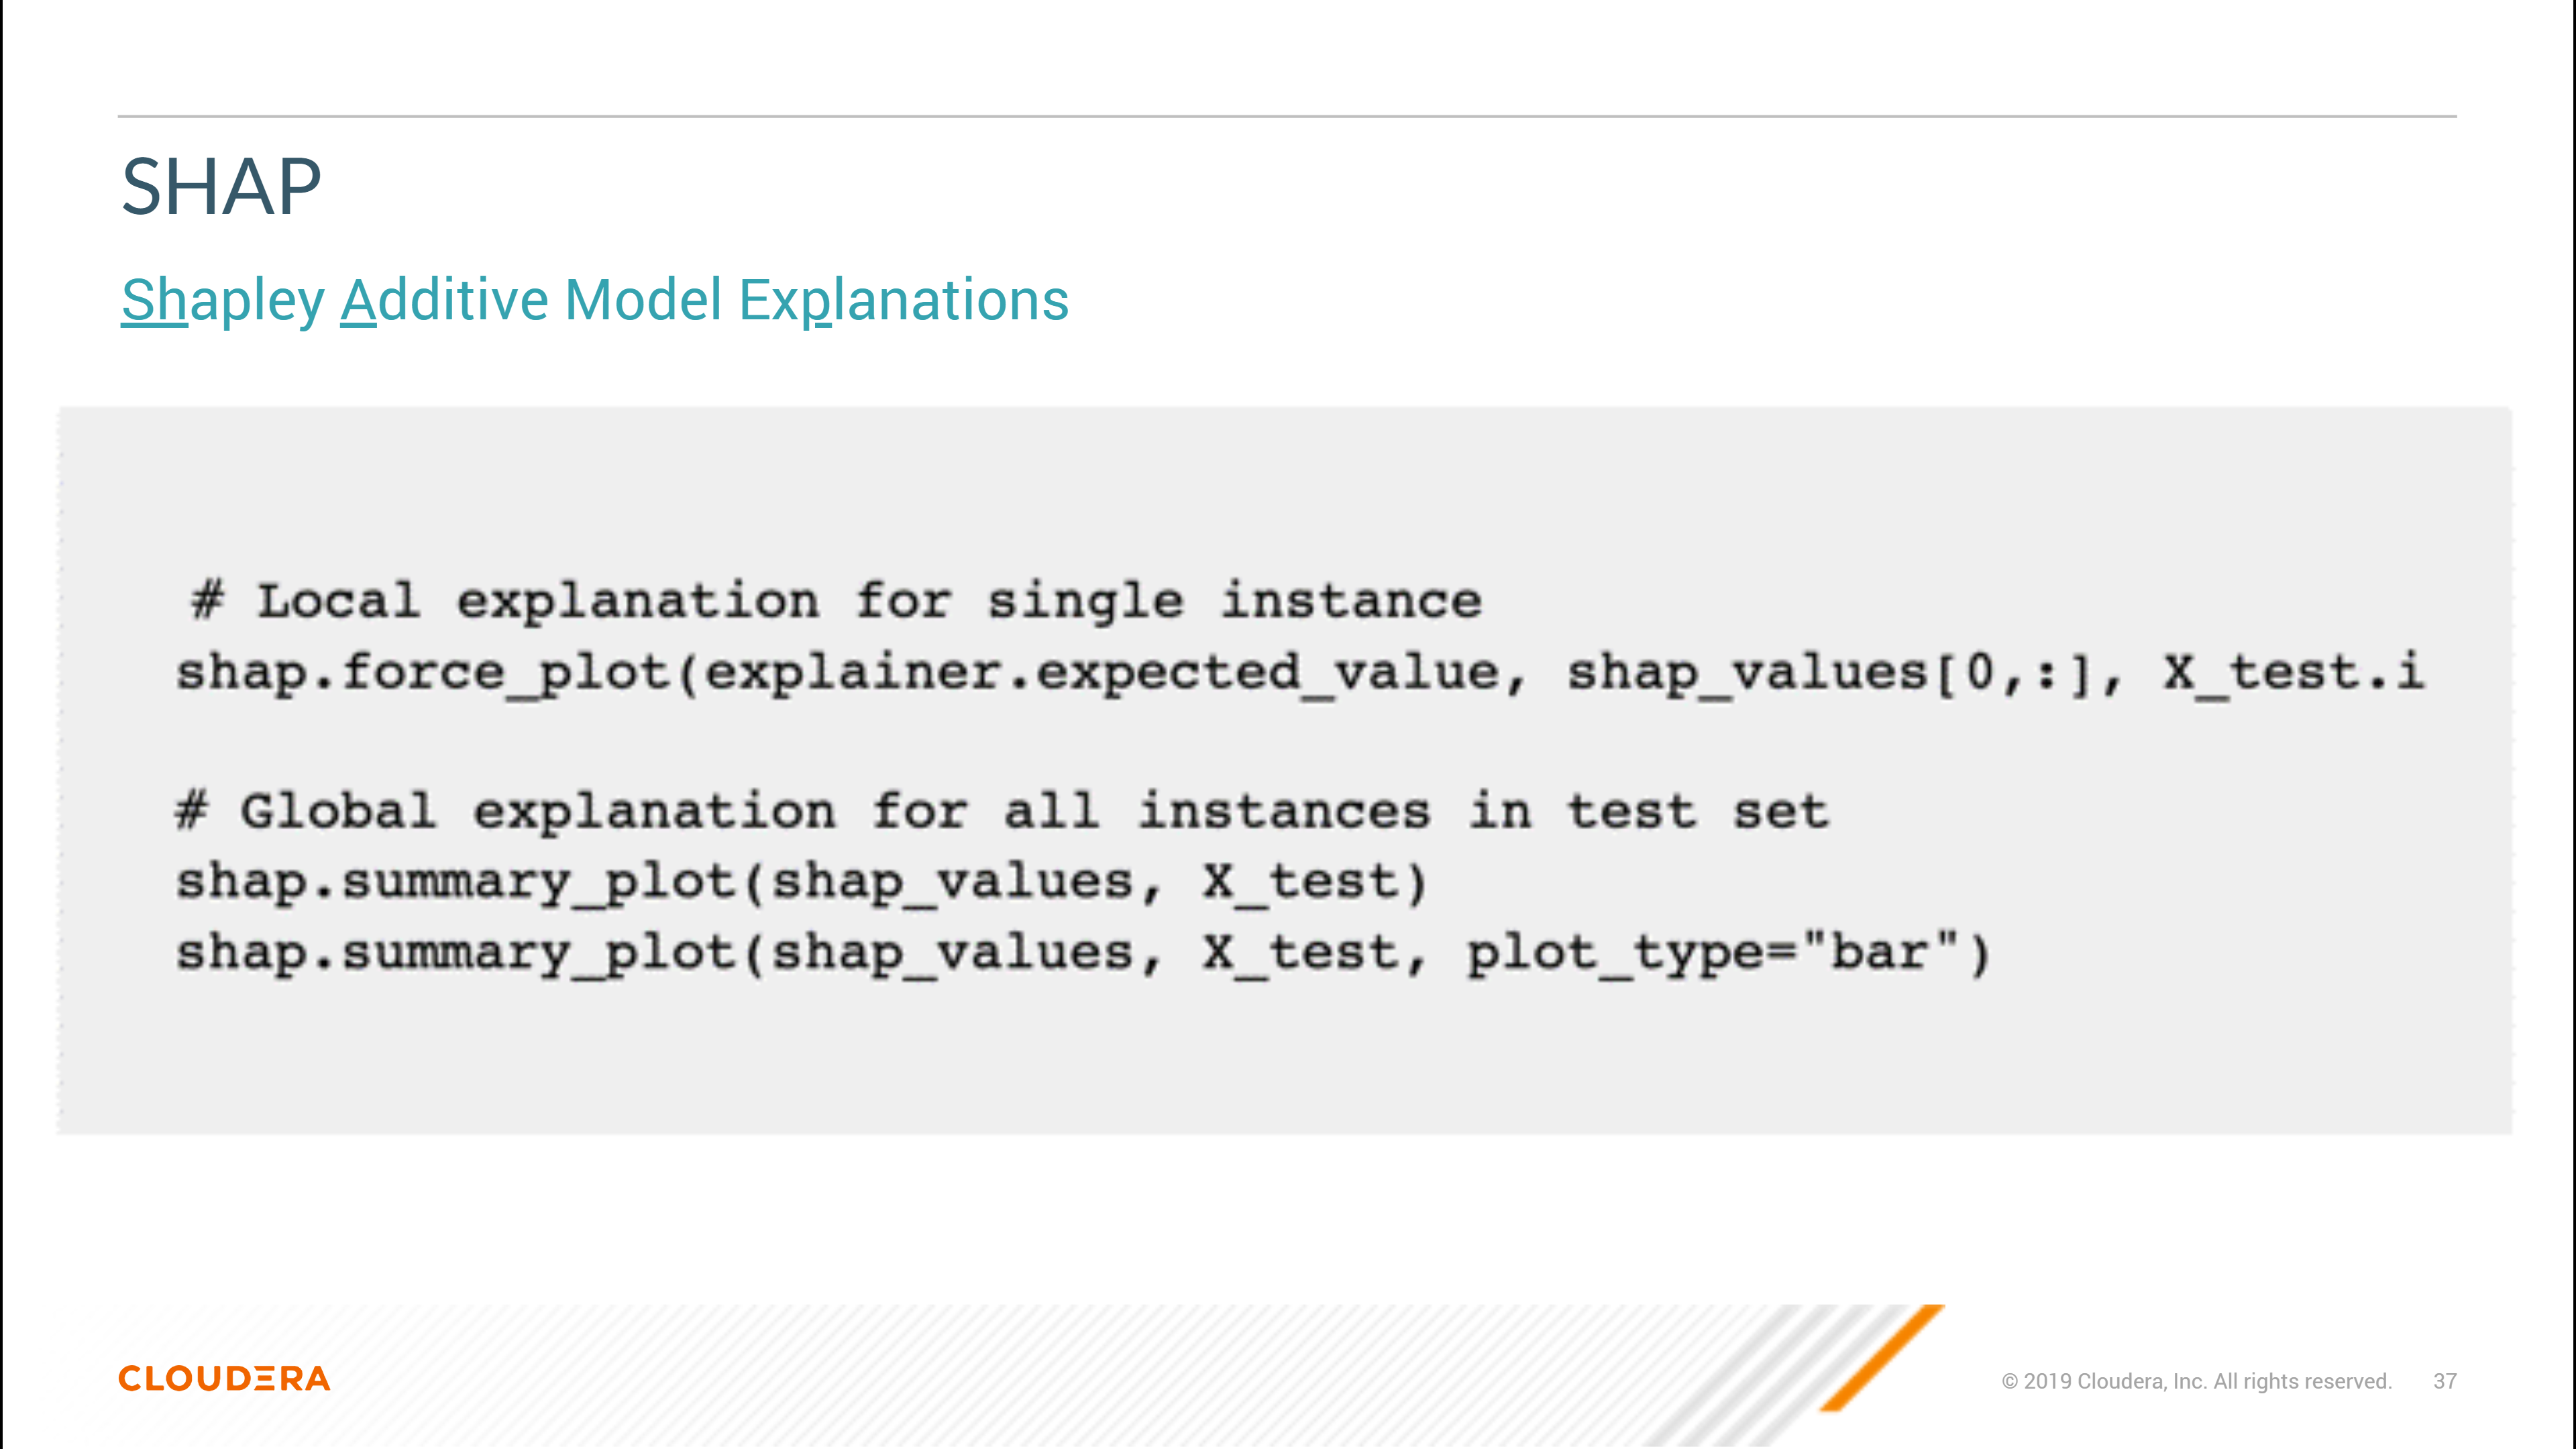 SHAP
Shapley Additive Model Explanations
# Local explanation for single instance
shap.force_plot(explainer.expected_value, shap_values[0,:], X_test.i
# Global explanation for all instances in test set
shap.summary_plot(shap_values, X_test)
shap.summary_plot(shap_values, X_test, plot_type="bar")
CLOUDERA
© 2019 Cloudera, Inc. All rights reserved. 37